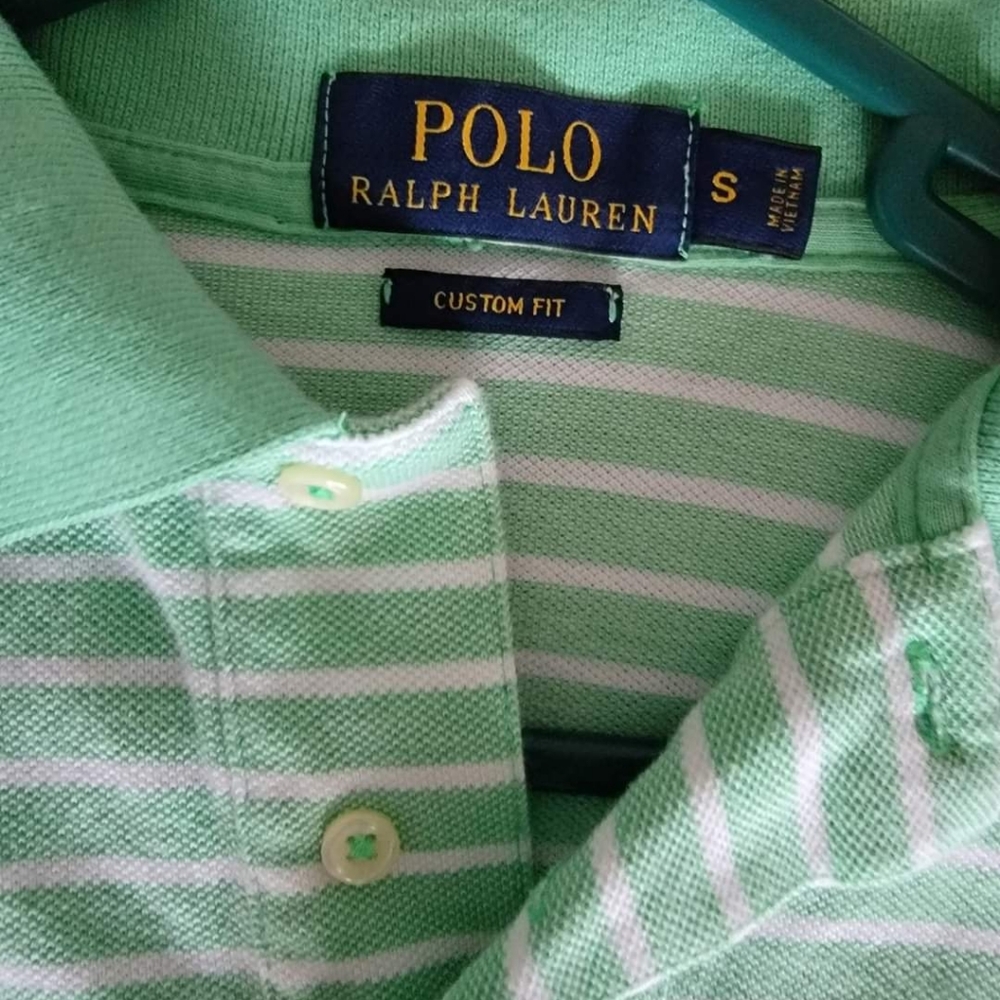 POLO
RALPH LAUREN
S
MADE IN
VIETNAM
CUSTOM FIT